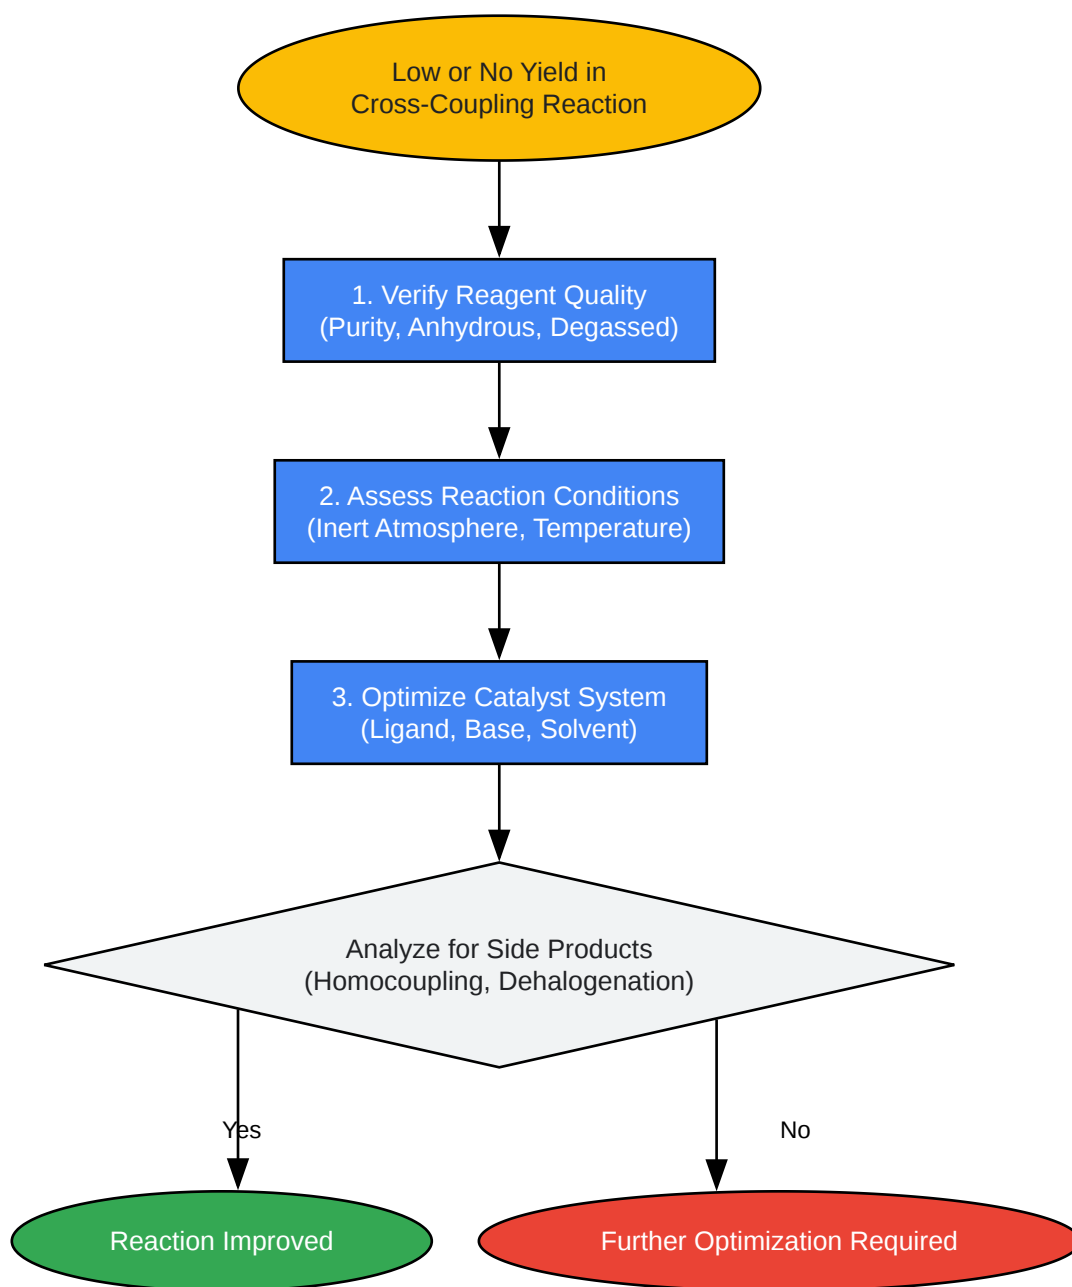 Low or No Yield in
Cross-Coupling Reaction
1. Verify Reagent Quality
(Purity, Anhydrous, Degassed)
2. Assess Reaction Conditions
(Inert Atmosphere, Temperature)
3. Optimize Catalyst System
(Ligand, Base, Solvent)
Analyze for Side Products
(Homocoupling, Dehalogenation)
Yes
No
Reaction Improved
Further Optimization Required